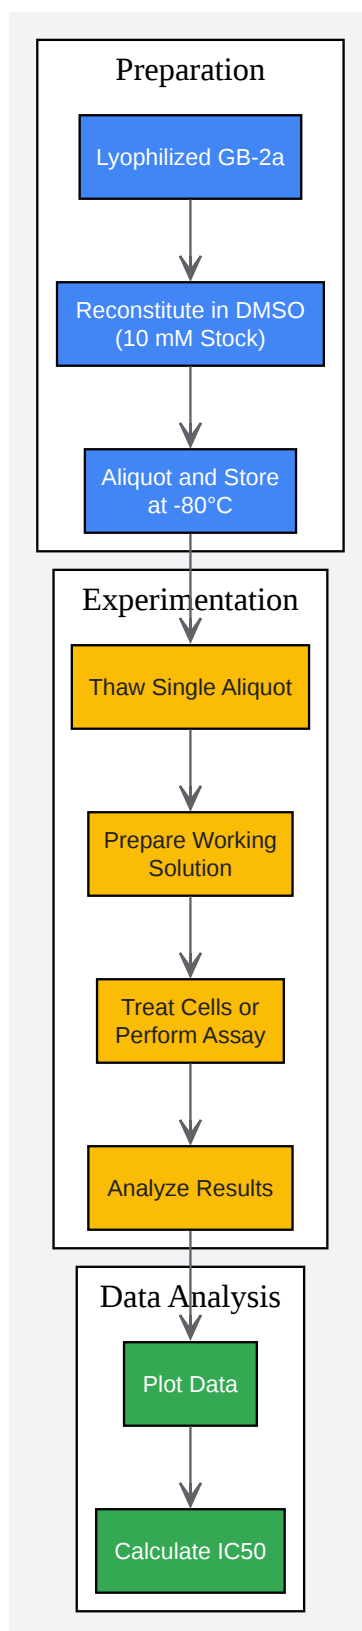 Preparation
Lyophilized GB-2a
Reconstitute in DMSO
(10 mM Stock)
Aliquot and Store
at -80°C
Experimentation
Thaw Single Aliquot
Prepare Working
Solution
Treat Cells or
Perform Assay
Analyze Results
Data Analysis
Plot Data
Calculate IC50